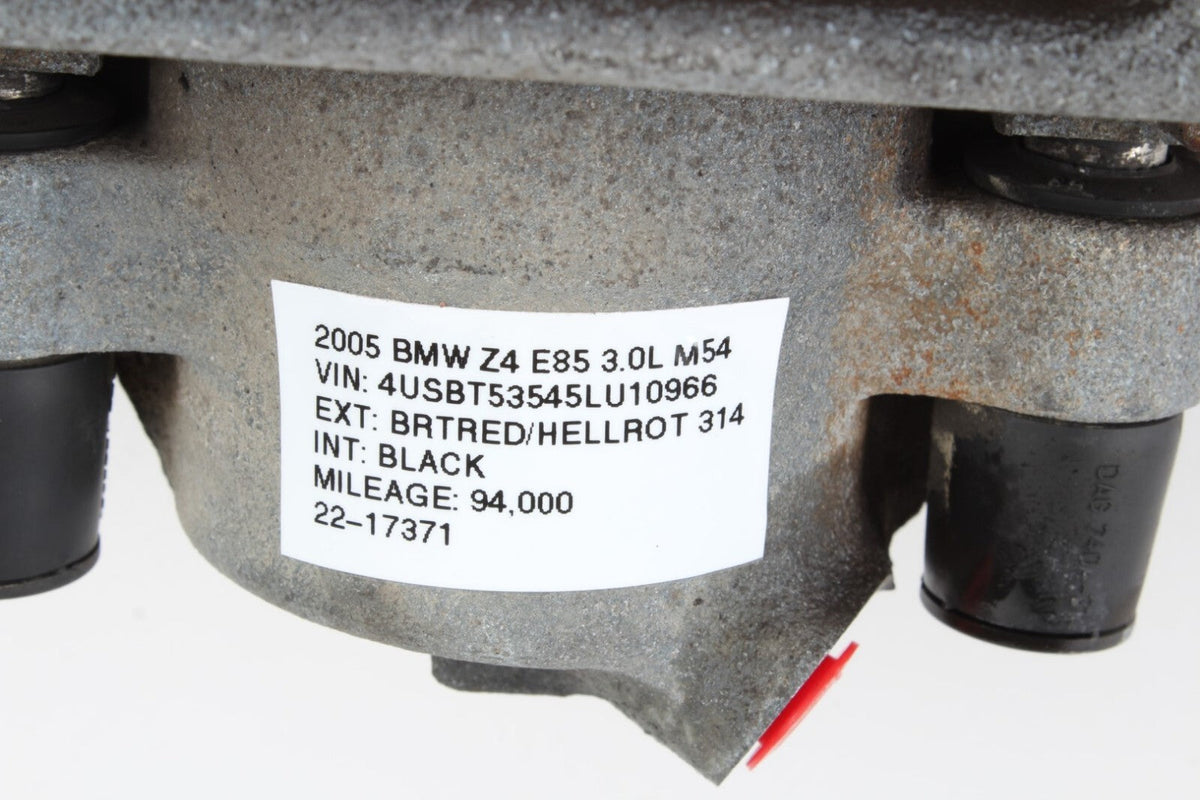 2005 BMW Z4 E85 3.0L M54
VIN: 4USBT53545LU10966
EXT: BRTRED/HELLROT 314
INT: BLACK
MILEAGE: 94,000
22-17371